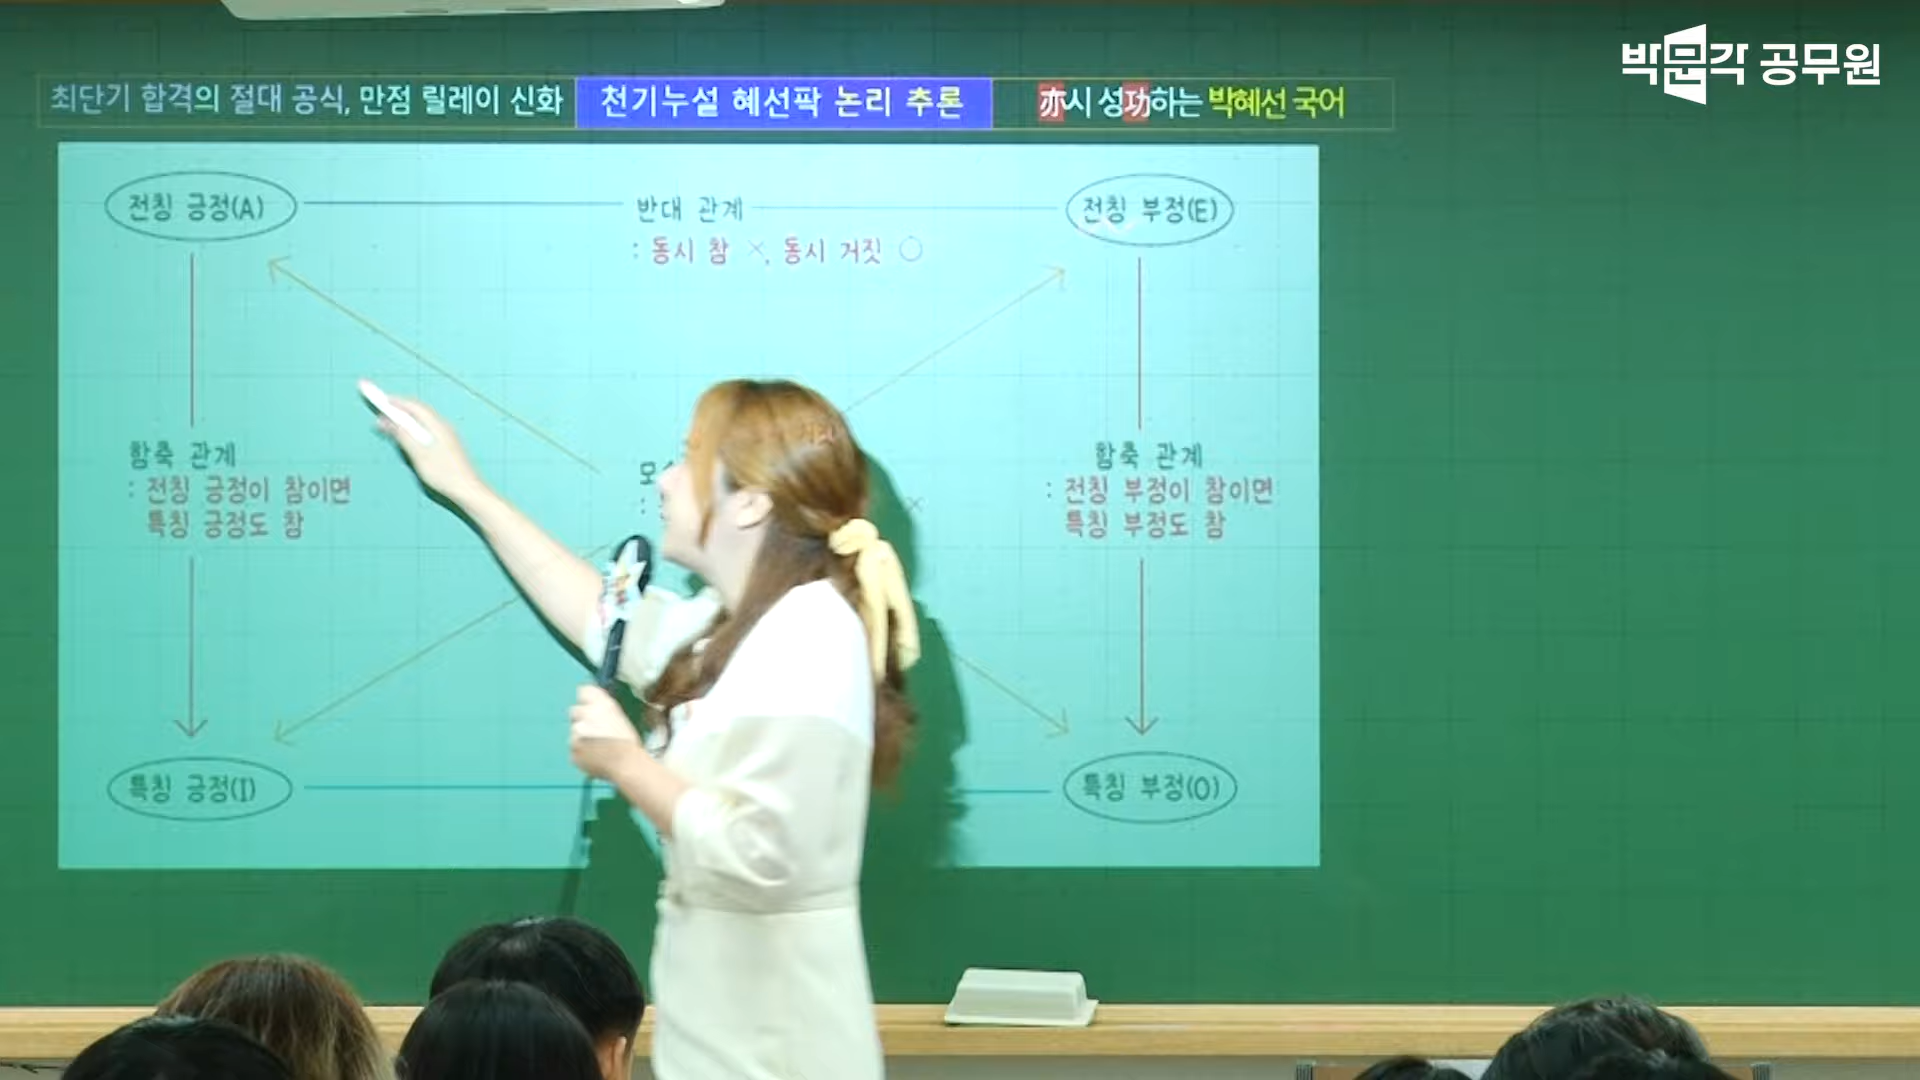 박문각 공무원
최단기 합격의 절대 공식, 만점 릴레이 신화
천기누설 혜선팍 논리 추론
亦시 성功하는 박혜선 국어
전칭 긍정(A)
반대 관계
: 동시 참 ×, 동시 거짓 ○
전칭 부정(E)
함축 관계
: 전칭 긍정이 참이면
특칭 긍정도 참
함축 관계
: 전칭 부정이 참이면
특칭 부정도 참
특칭 긍정(I)
특칭 부정(O)